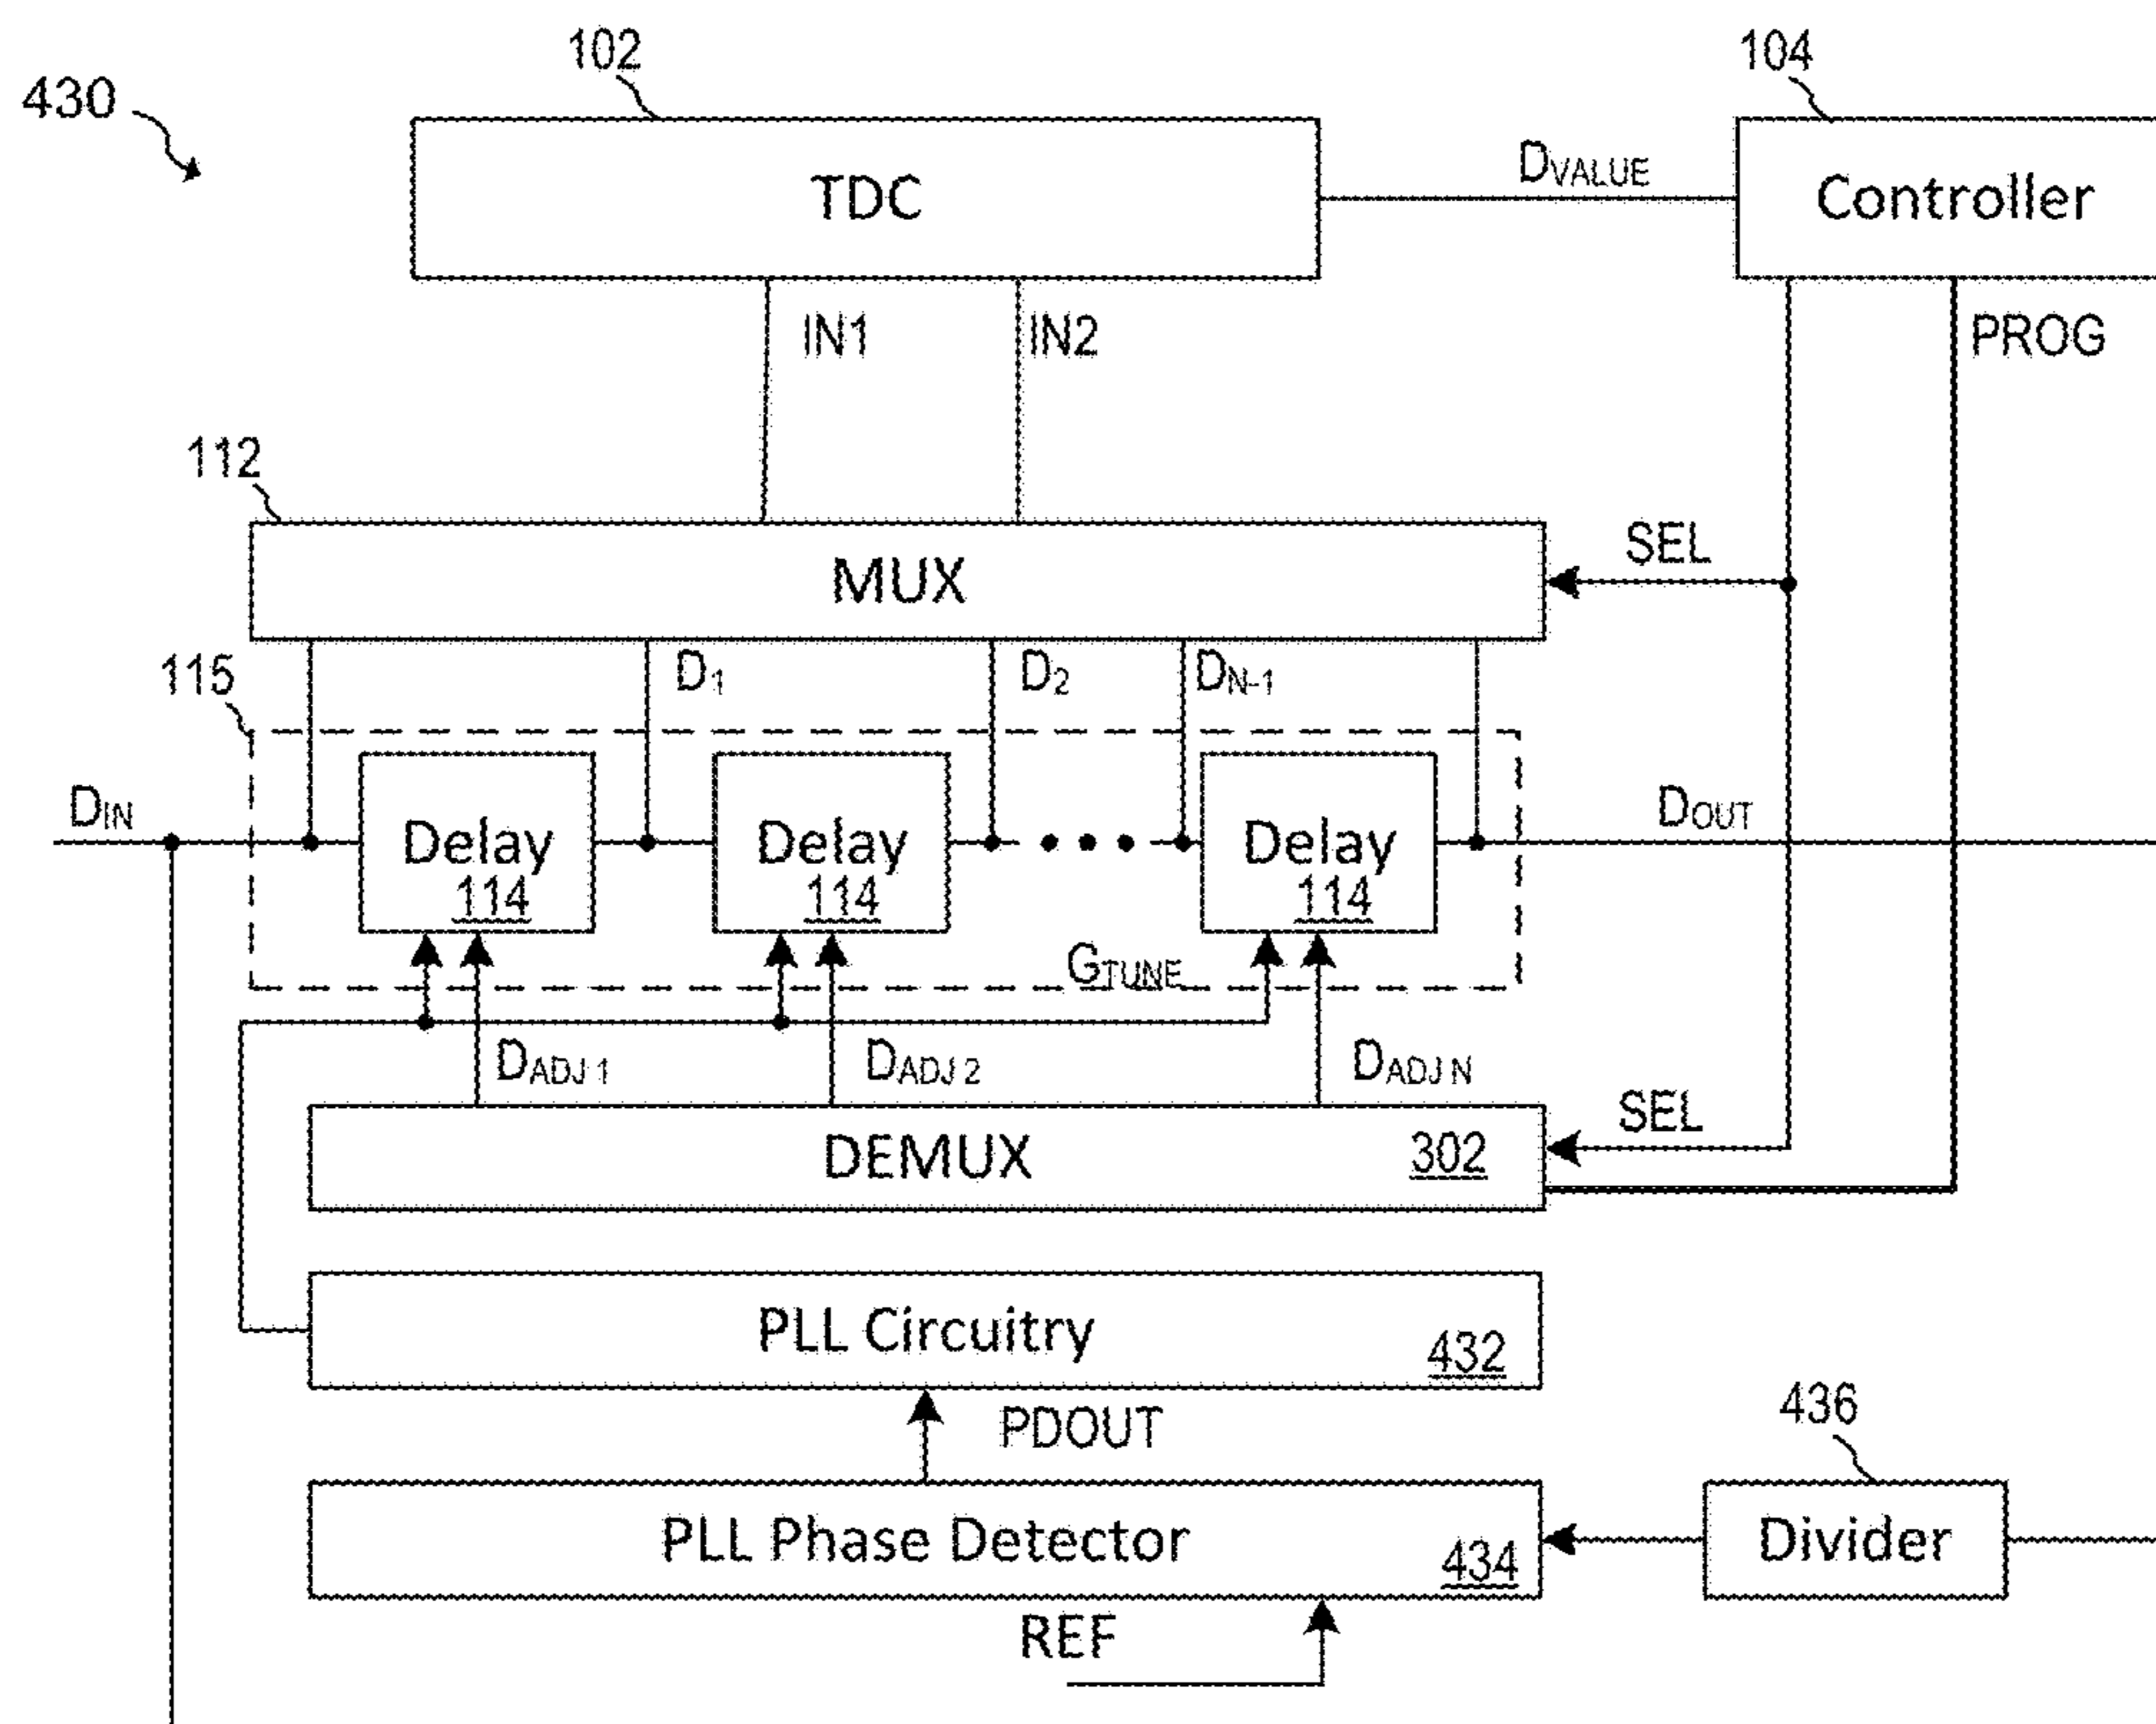 102
104
430
TDC
DVALUE
Controller
IN1
IN2
PROG
112
SEL
MUX
115
D1
D2
DN-1
DIN
DOUT
Delay
114
Delay
114
Delay
114
GTUNE
DADJ 1
DADJ 2
DADJ N
SEL
DEMUX
302
PLL Circuitry
432
PDOUT
436
PLL Phase Detector
434
Divider
REF